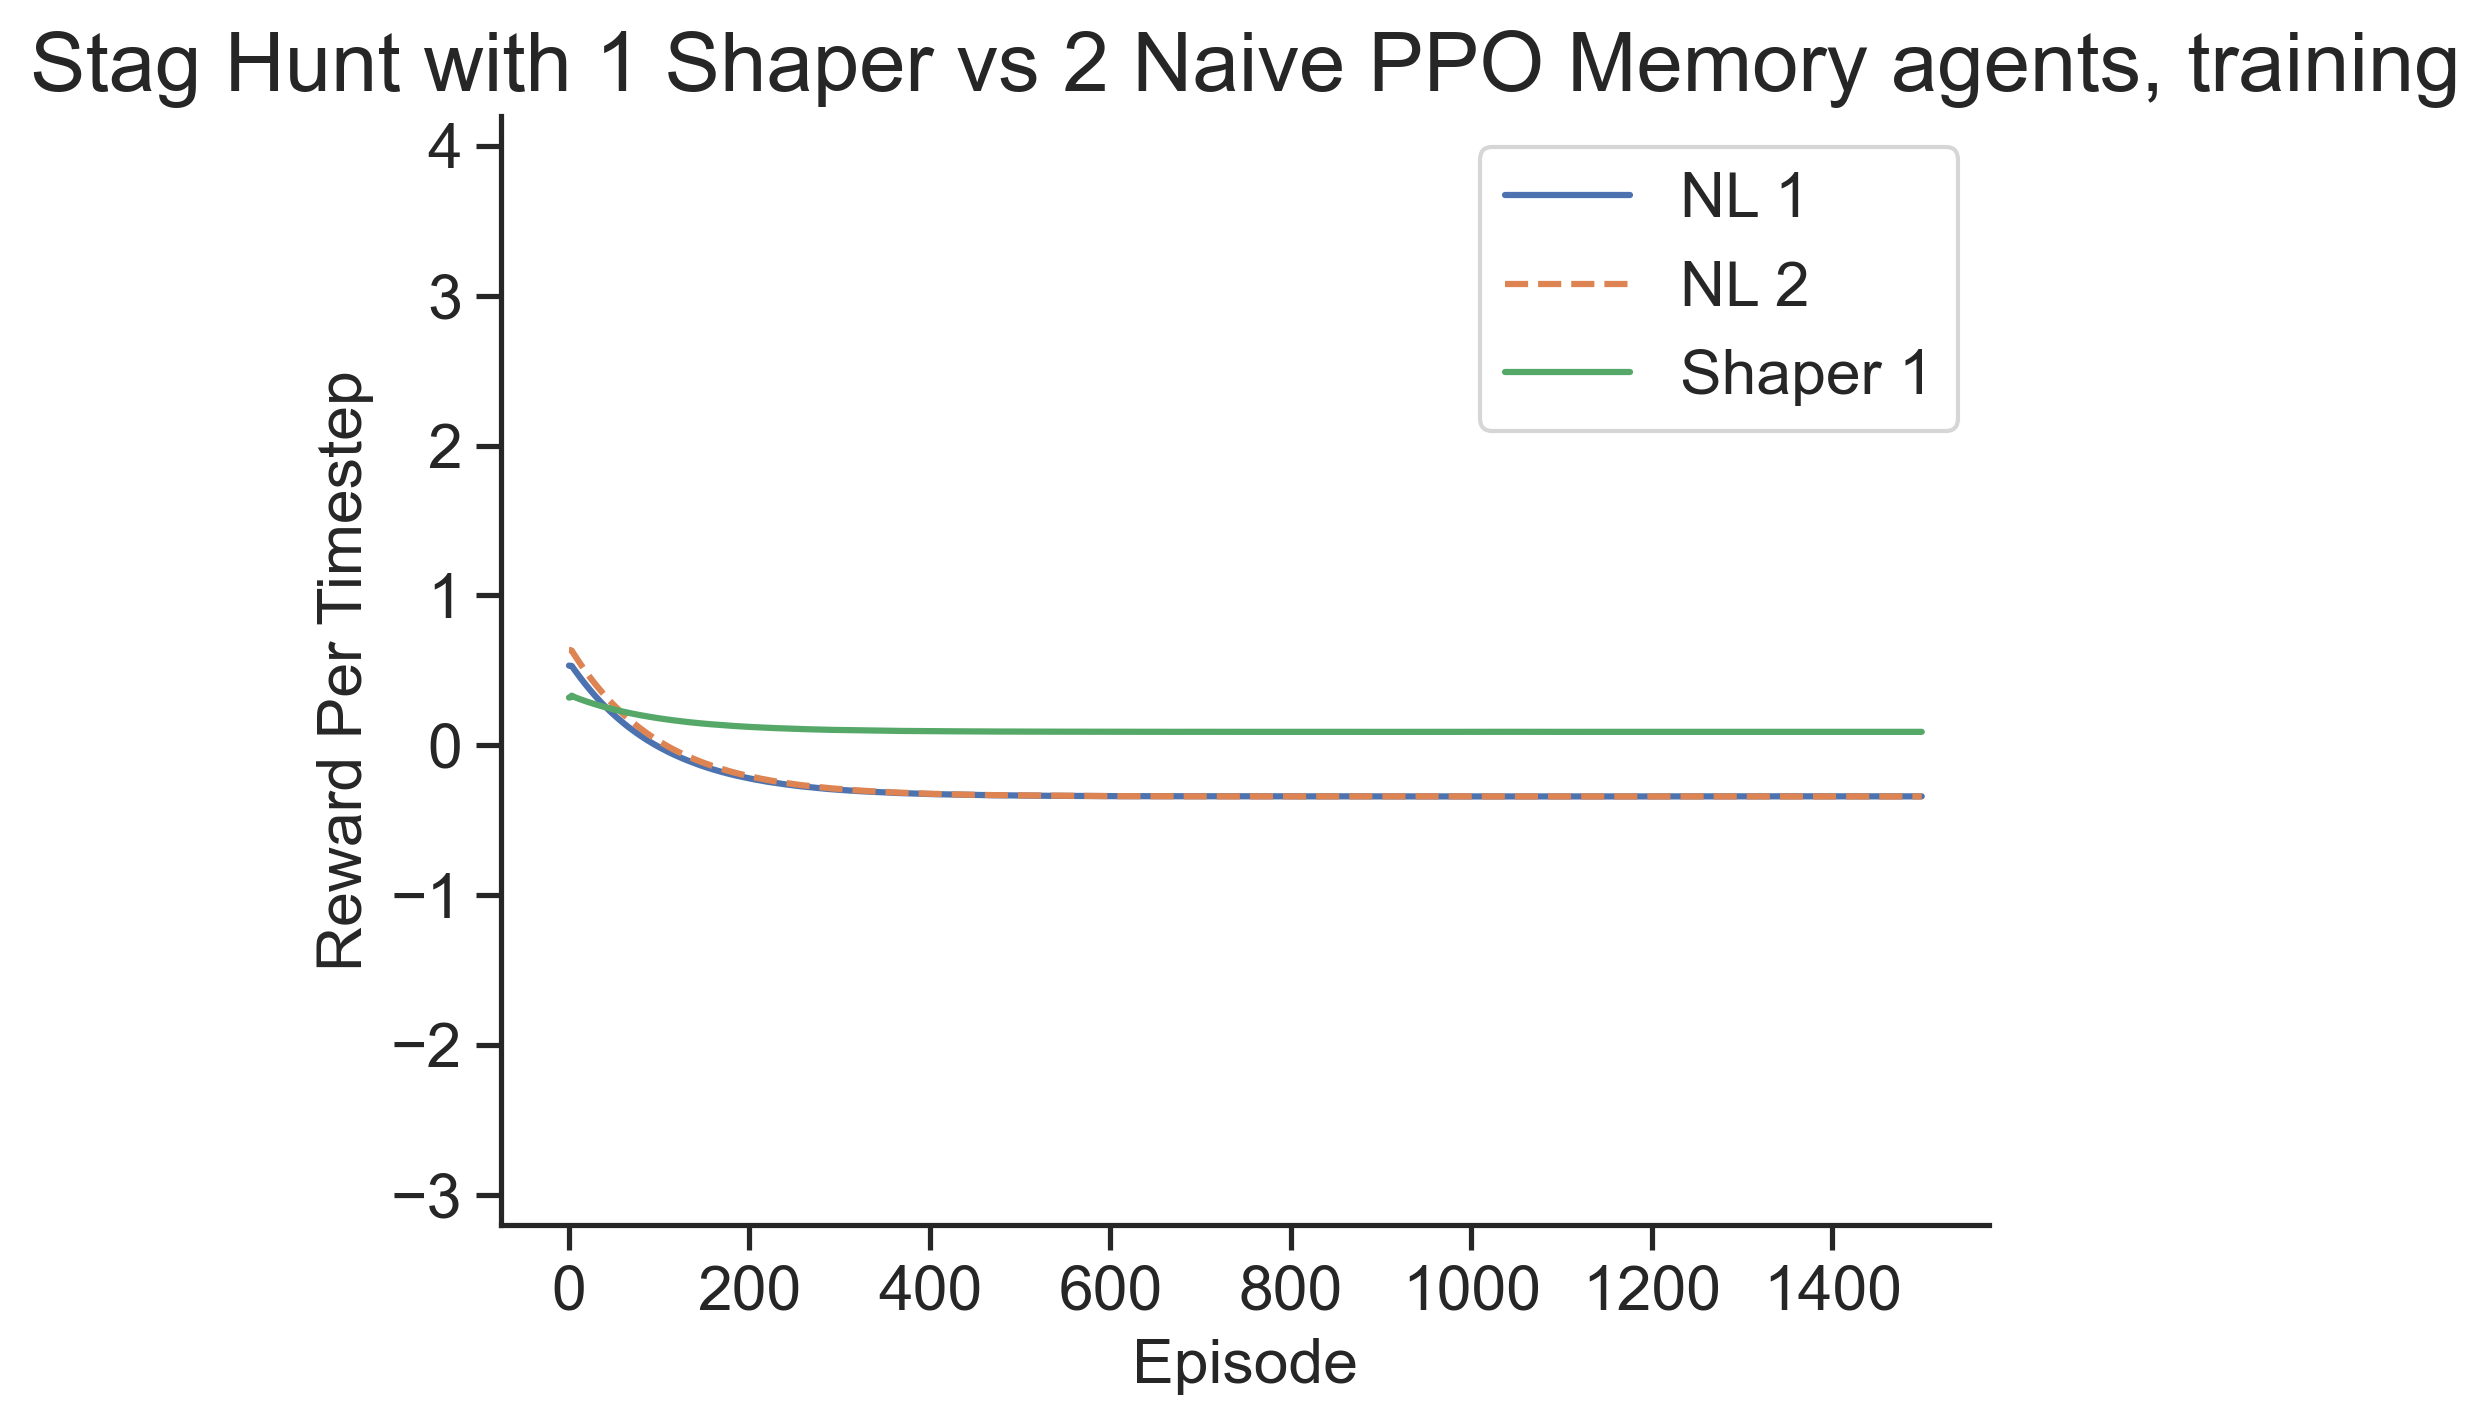 Stag Hunt with 1 Shaper vs 2 Naive PPO Memory agents, training
4
3
2
1
0
−1
−2
−3
Reward Per Timestep
NL 1
NL 2
Shaper 1
0 200 400 600 800 1000 1200 1400
Episode